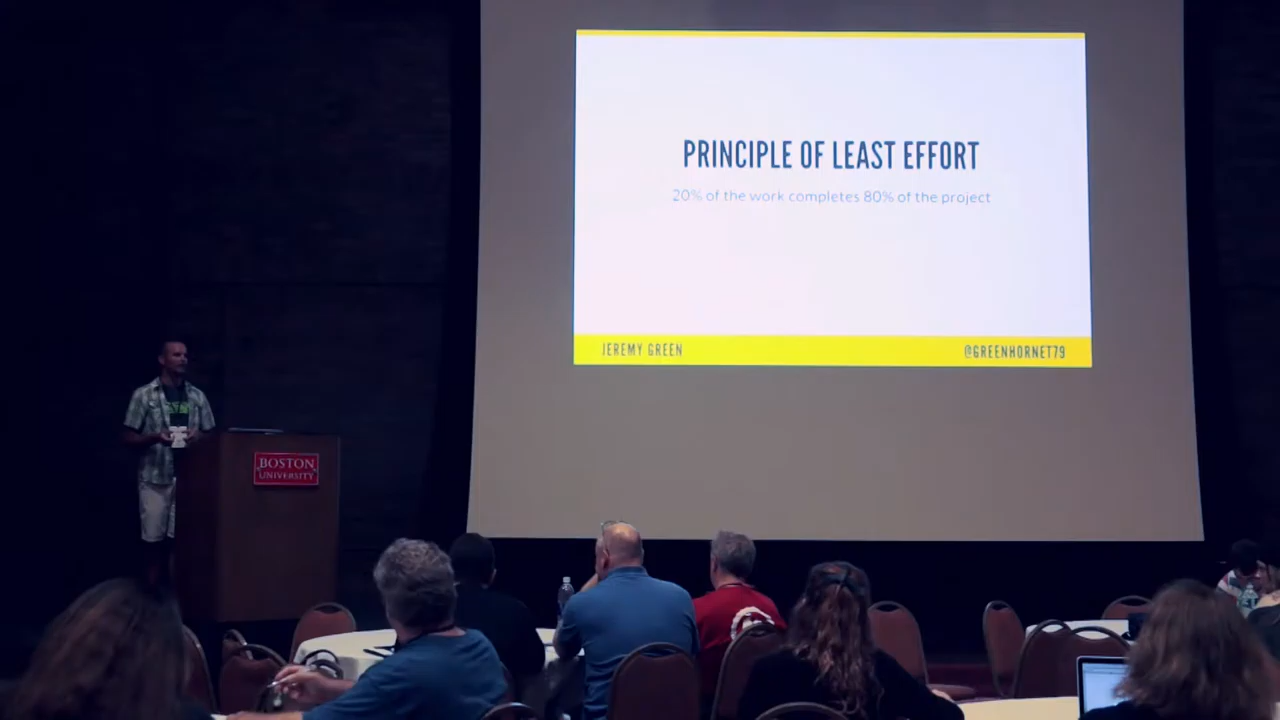 PRINCIPLE OF LEAST EFFORT
20% of the work completes 80% of the project
JEREMY GREEN
@GREENHORNET79
BOSTON
UNIVERSITY